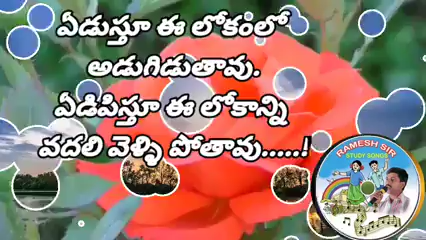 ఏడుస్తూ ఈ లోకంలో
అడుగిడుతావు.
ఏడిపిస్తూ ఈ లోకాన్ని
వదలి వెళ్ళి పోతావు......!
RAMESH SIR
STUDY SONGS